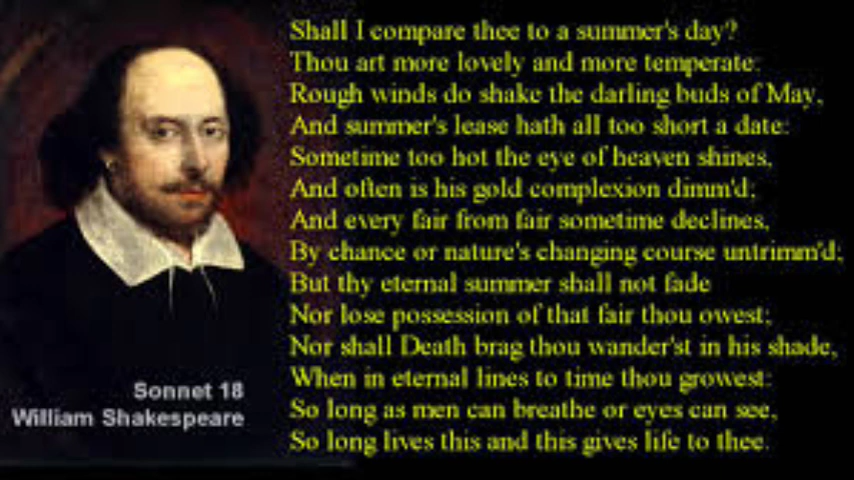 Shall I compare thee to a summer's day?
Thou art more lovely and more temperate:
Rough winds do shake the darling buds of May,
And summer's lease hath all too short a date:
Sometime too hot the eye of heaven shines,
And often is his gold complexion dimm'd;
And every fair from fair sometime declines,
By chance or nature's changing course untrimm'd;
But thy eternal summer shall not fade
Nor lose possession of that fair thou owest;
Nor shall Death brag thou wander'st in his shade,
When in eternal lines to time thou growest:
So long as men can breathe or eyes can see,
So long lives this and this gives life to thee.
Sonnet 18
William Shakespeare